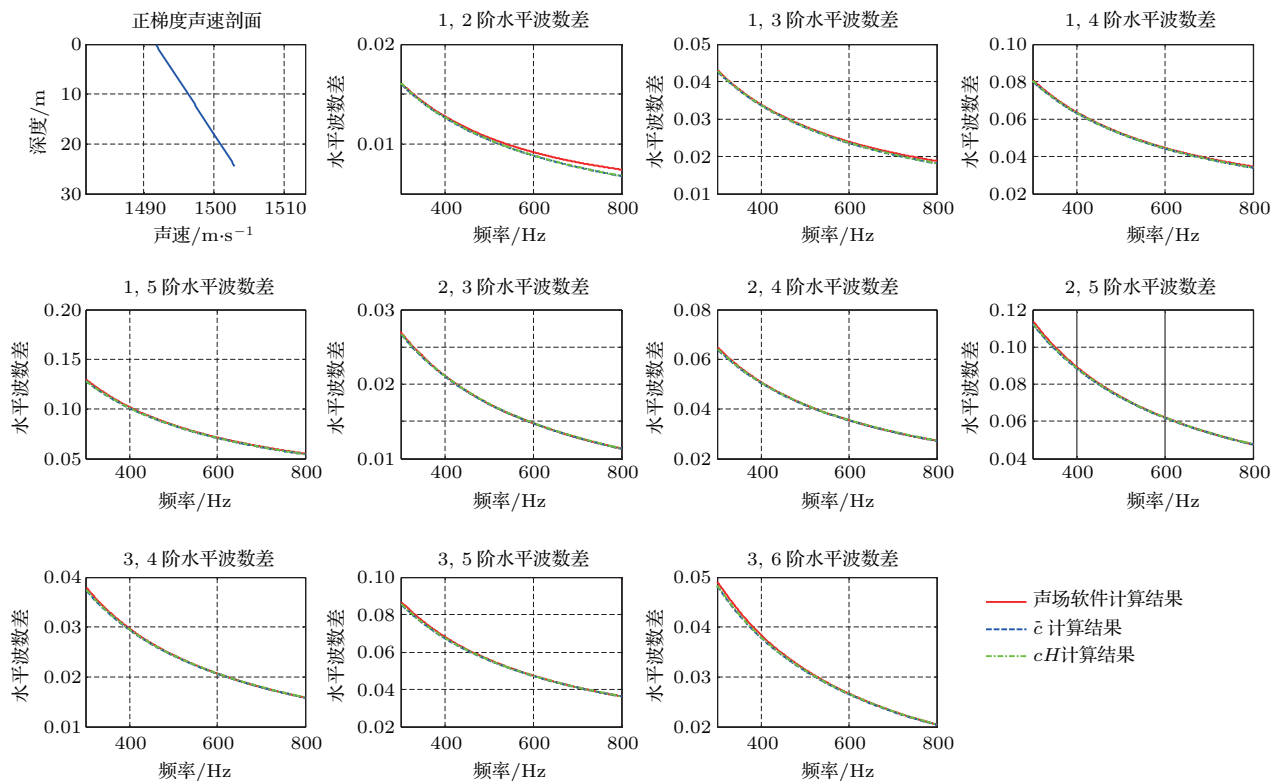 正梯度声速剖面
0
10
20
30
深度/m
1490 1500 1510
声速/m·s−1
1, 2 阶水平波数差
0.02
0.01
0
水平波数差
400 600 800
频率/Hz
1, 3 阶水平波数差
0.05
0.04
0.03
0.02
0.01
水平波数差
400 600 800
频率/Hz
1, 4 阶水平波数差
0.10
0.08
0.06
0.04
0.02
水平波数差
400 600 800
频率/Hz
1, 5 阶水平波数差
0.20
0.15
0.10
0.05
水平波数差
400 600 800
频率/Hz
2, 3 阶水平波数差
0.03
0.02
0.01
水平波数差
400 600 800
频率/Hz
2, 4 阶水平波数差
0.08
0.06
0.04
0.02
水平波数差
400 600 800
频率/Hz
2, 5 阶水平波数差
0.12
0.10
0.08
0.06
0.04
水平波数差
400 600 800
频率/Hz
3, 4 阶水平波数差
0.04
0.03
0.02
0.01
水平波数差
400 600 800
频率/Hz
3, 5 阶水平波数差
0.10
0.08
0.06
0.04
0.02
水平波数差
400 600 800
频率/Hz
3, 6 阶水平波数差
0.05
0.04
0.03
0.02
水平波数差
400 600 800
频率/Hz
声场软件计算结果
c̃ 计算结果
cH计算结果